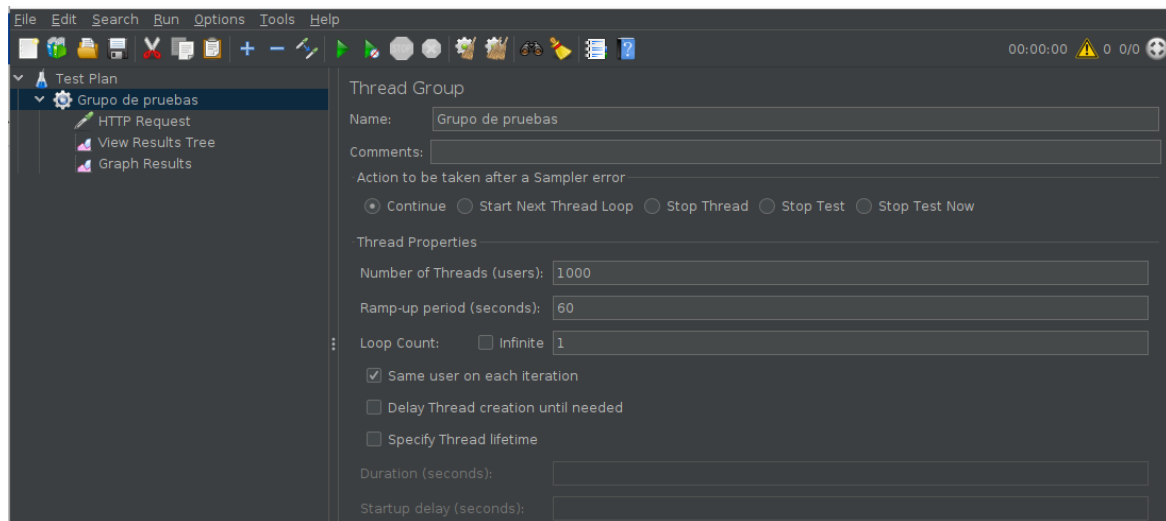 File Edit Search Run Options Tools Help
00:00:00 0 0/0
Test Plan
Grupo de pruebas
HTTP Request
View Results Tree
Graph Results
Thread Group
Name: Grupo de pruebas
Comments:
Action to be taken after a Sampler error
Continue Start Next Thread Loop Stop Thread Stop Test Stop Test Now
Thread Properties
Number of Threads (users): 1000
Ramp-up period (seconds): 60
Loop Count: Infinite 1
Same user on each iteration
Delay Thread creation until needed
Specify Thread lifetime
Duration (seconds):
Startup delay (seconds):